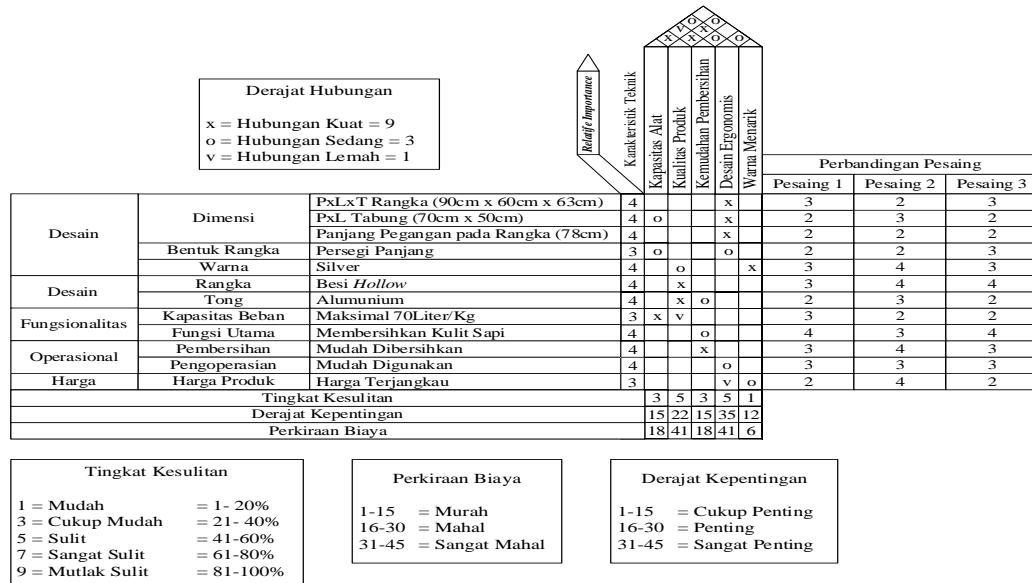 o
v o
x x o
x x o o
Derajat Hubungan
x = Hubungan Kuat = 9
o = Hubungan Sedang = 3
v = Hubungan Lemah = 1
Relatife Importance
Karakteristik Teknik
Kapasitas Alat
Kualitas Produk
Kemudahan Pembersihan
Desain Ergonomis
Warna Menarik
Perbandingan Pesaing
Pesaing 1 Pesaing 2 Pesaing 3
Desain Dimensi PxLxT Rangka (90cm x 60cm x 63cm) 4 x 3 2 3
PxL Tabung (70cm x 50cm) 4 o x 2 3 2
Panjang Pegangan pada Rangka (78cm) 4 x 2 2 2
Bentuk Rangka Persegi Panjang 3 o o 2 2 3
Warna Silver 4 o x 3 4 3
Desain Rangka Besi Hollow 4 x 3 4 4
Tong Alumunium 4 x o 2 3 2
Fungsionalitas Kapasitas Beban Maksimal 70Liter/Kg 3 x v 3 2 2
Fungsi Utama Membersihkan Kulit Sapi 4 o 4 3 4
Operasional Pembersihan Mudah Dibersihkan 4 x 3 4 3
Pengoperasian Mudah Digunakan 4 o 3 3 3
Harga Harga Produk Harga Terjangkau 3 v o 2 4 2
Tingkat Kesulitan 3 5 3 5 1
Derajat Kepentingan 15 22 15 35 12
Perkiraan Biaya 18 41 18 41 6
Tingkat Kesulitan
1 = Mudah = 1- 20%
3 = Cukup Mudah = 21- 40%
5 = Sulit = 41-60%
7 = Sangat Sulit = 61-80%
9 = Mutlak Sulit = 81-100%
Perkiraan Biaya
1-15 = Murah
16-30 = Mahal
31-45 = Sangat Mahal
Derajat Kepentingan
1-15 = Cukup Penting
16-30 = Penting
31-45 = Sangat Penting